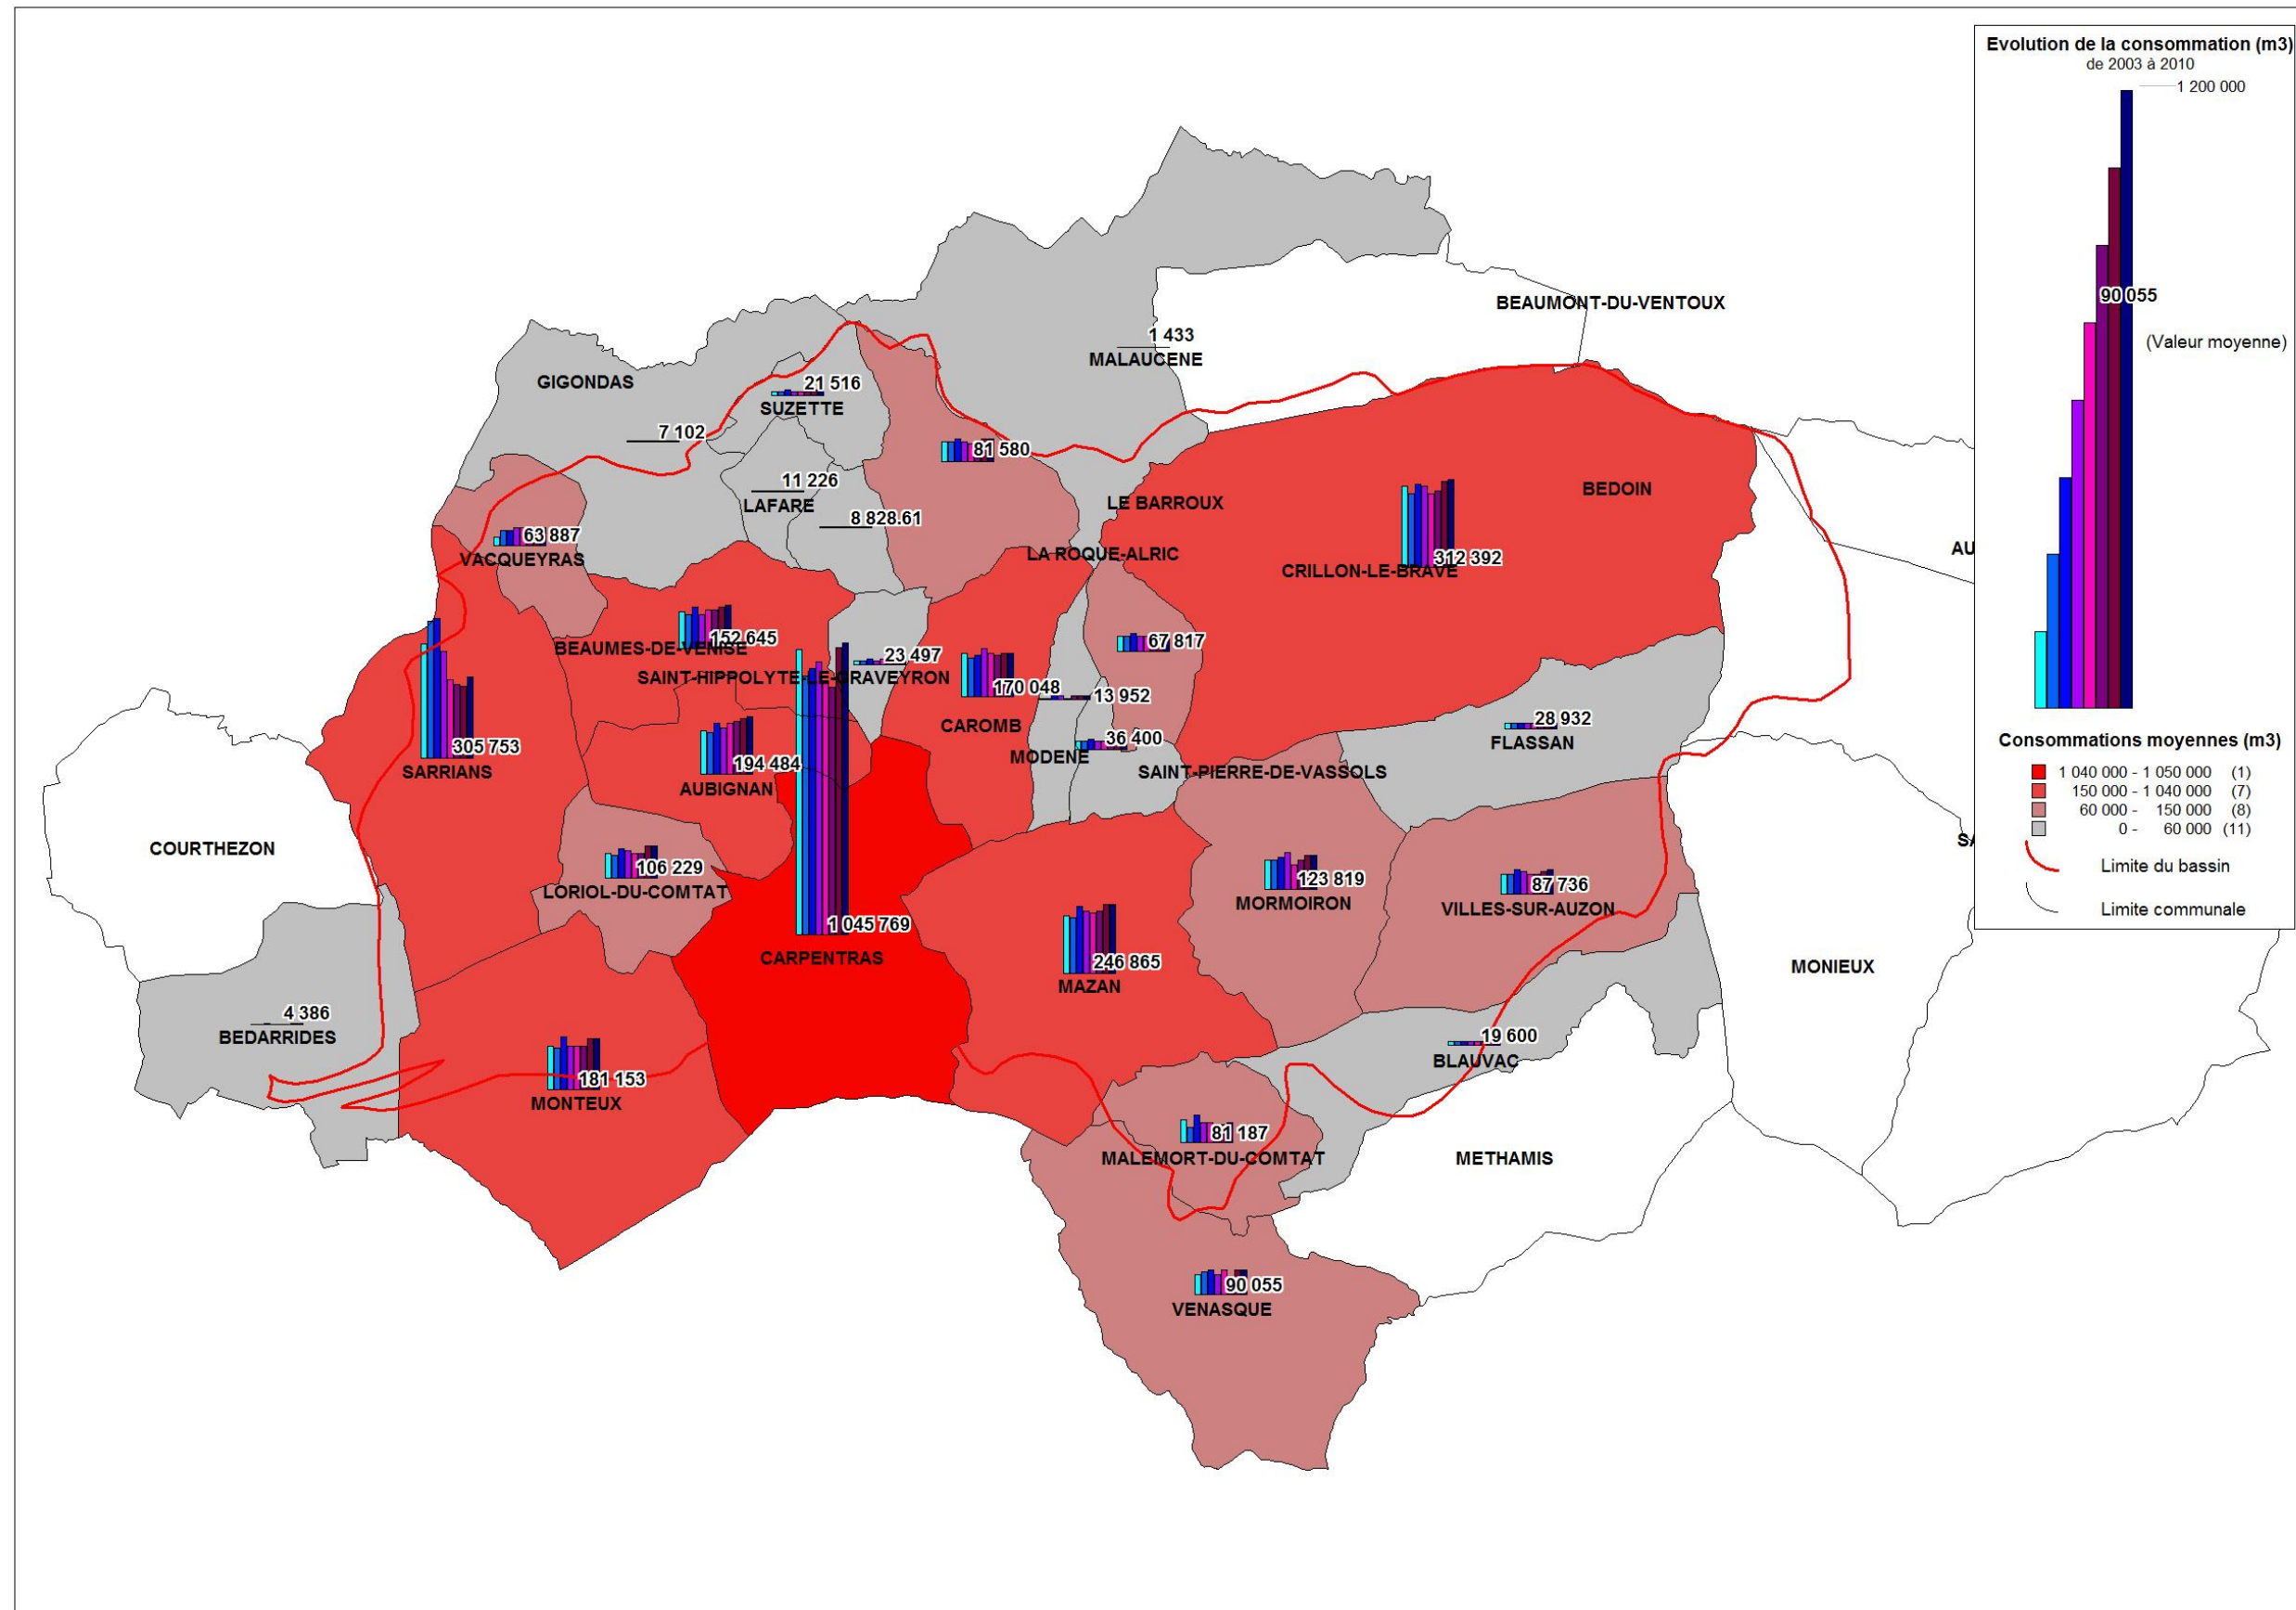 Evolution de la consommation (m3)
de 2003 à 2010
1 200 000
90 055
(Valeur moyenne)
Consommations moyennes (m3)
1 040 000 - 1 050 000 (1)
150 000 - 1 040 000 (7)
60 000 - 150 000 (8)
0 - 60 000 (11)
Limite du bassin
Limite communale
BEAUMONT-DU-VENTOUX
1 433
MALAUCENE
GIGONDAS
21 516
SUZETTE
7 102
81 580
11 226
LAFARE
8 828.61
LE BARROUX
BEDOIN
63 887
VACQUEYRAS
LA ROQUE-ALRIC
AU
312 392
CRILLON-LE-BRAVE
152 645
BEAUMES-DE-VENISE
67 817
23 497
SAINT-HIPPOLYTE-LE-GRAVEYRON
170 048
13 952
CAROMB
28 932
FLASSAN
305 753
SARRIANS
36 400
MODENE
SAINT-PIERRE-DE-VASSOLS
194 484
AUBIGNAN
COURTHEZON
SA
106 229
LORIOL-DU-COMTAT
123 819
MORMOIRON
87 736
VILLES-SUR-AUZON
1 045 769
CARPENTRAS
246 865
MAZAN
MONIEUX
4 386
BEDARRIDES
19 600
BLAUVAC
181 153
MONTEUX
81 187
MALEMORT-DU-COMTAT
METHAMIS
90 055
VENASQUE